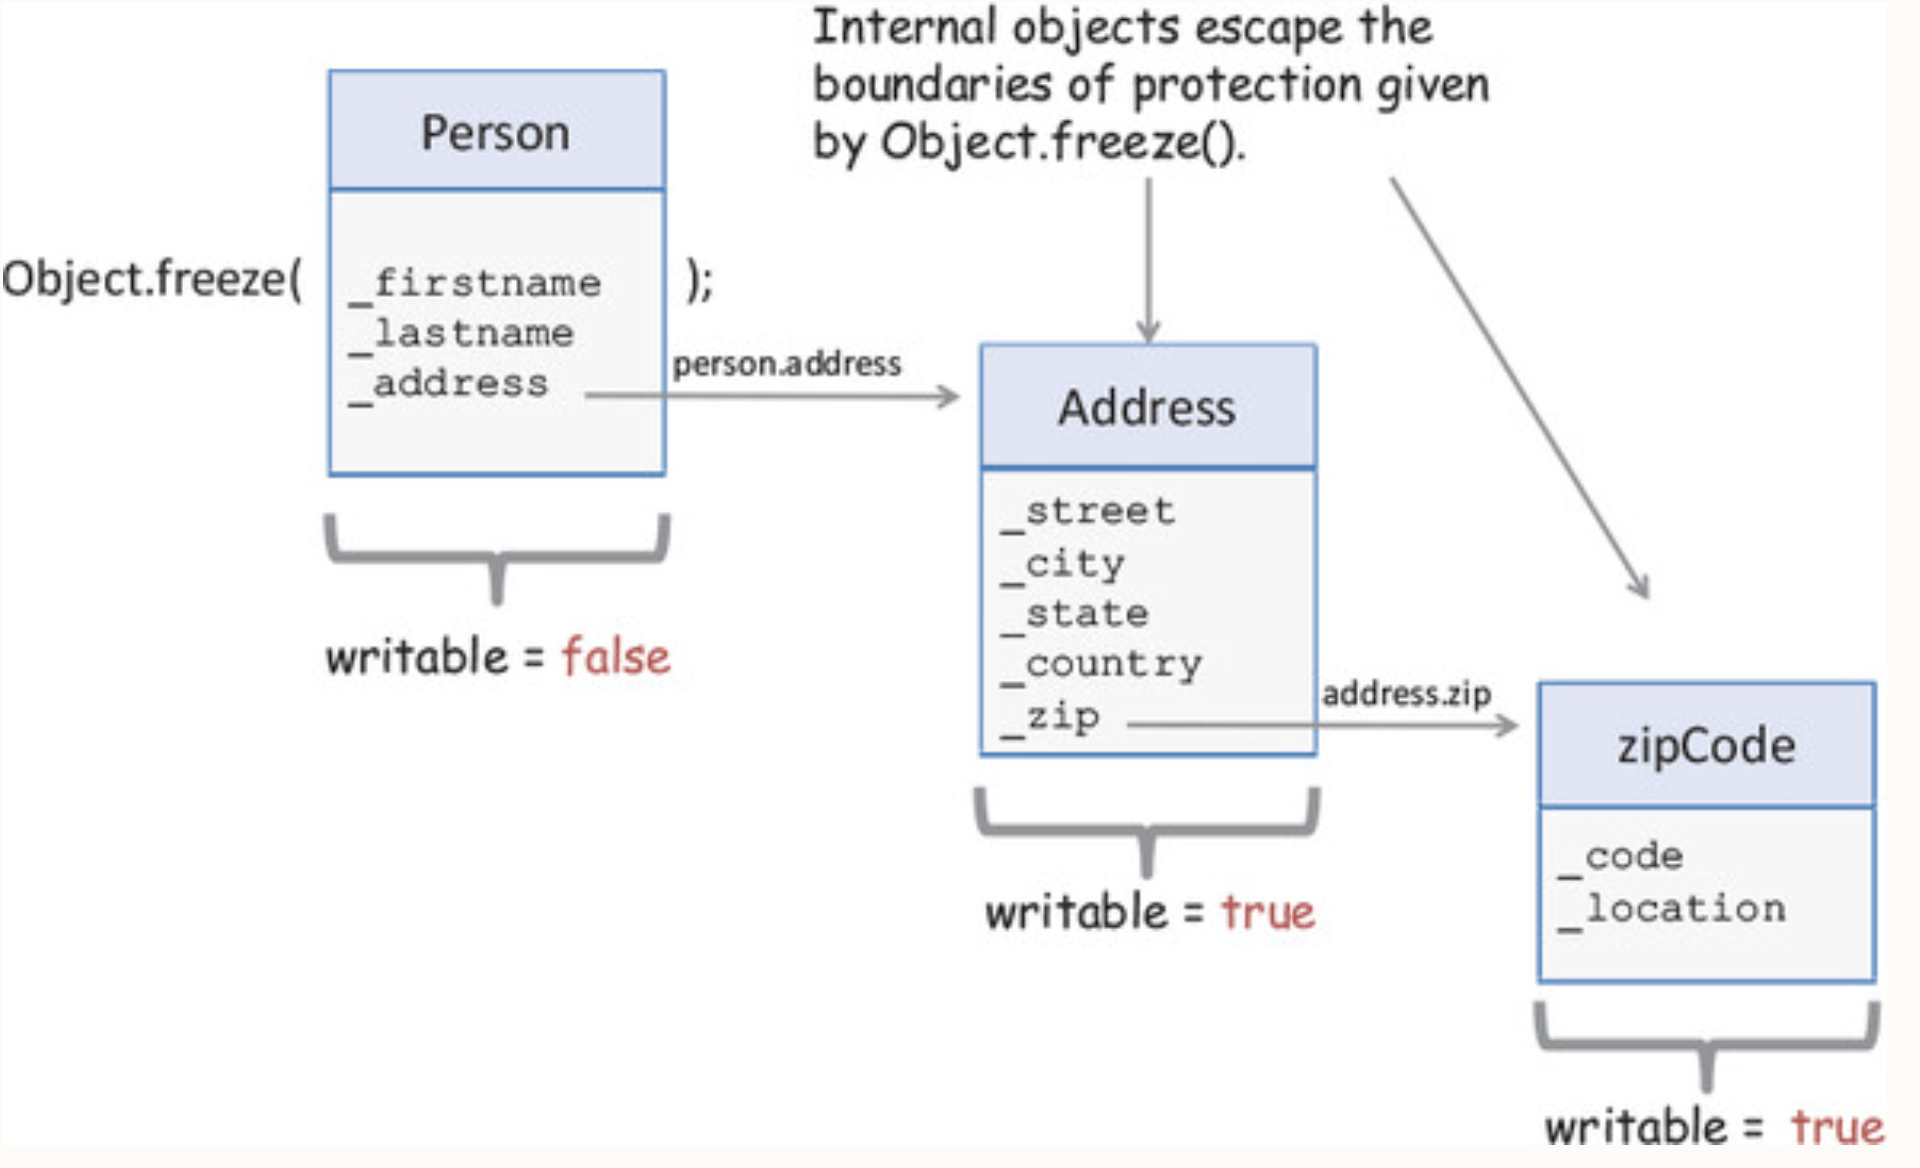 Internal objects escape the
boundaries of protection given
by Object.freeze().
Person
Object.freeze(
_firstname
_lastname
_address
);
person.address
writable = false
Address
_street
_city
_state
_country
_zip
address.zip
writable = true
zipCode
_code
_location
writable = true